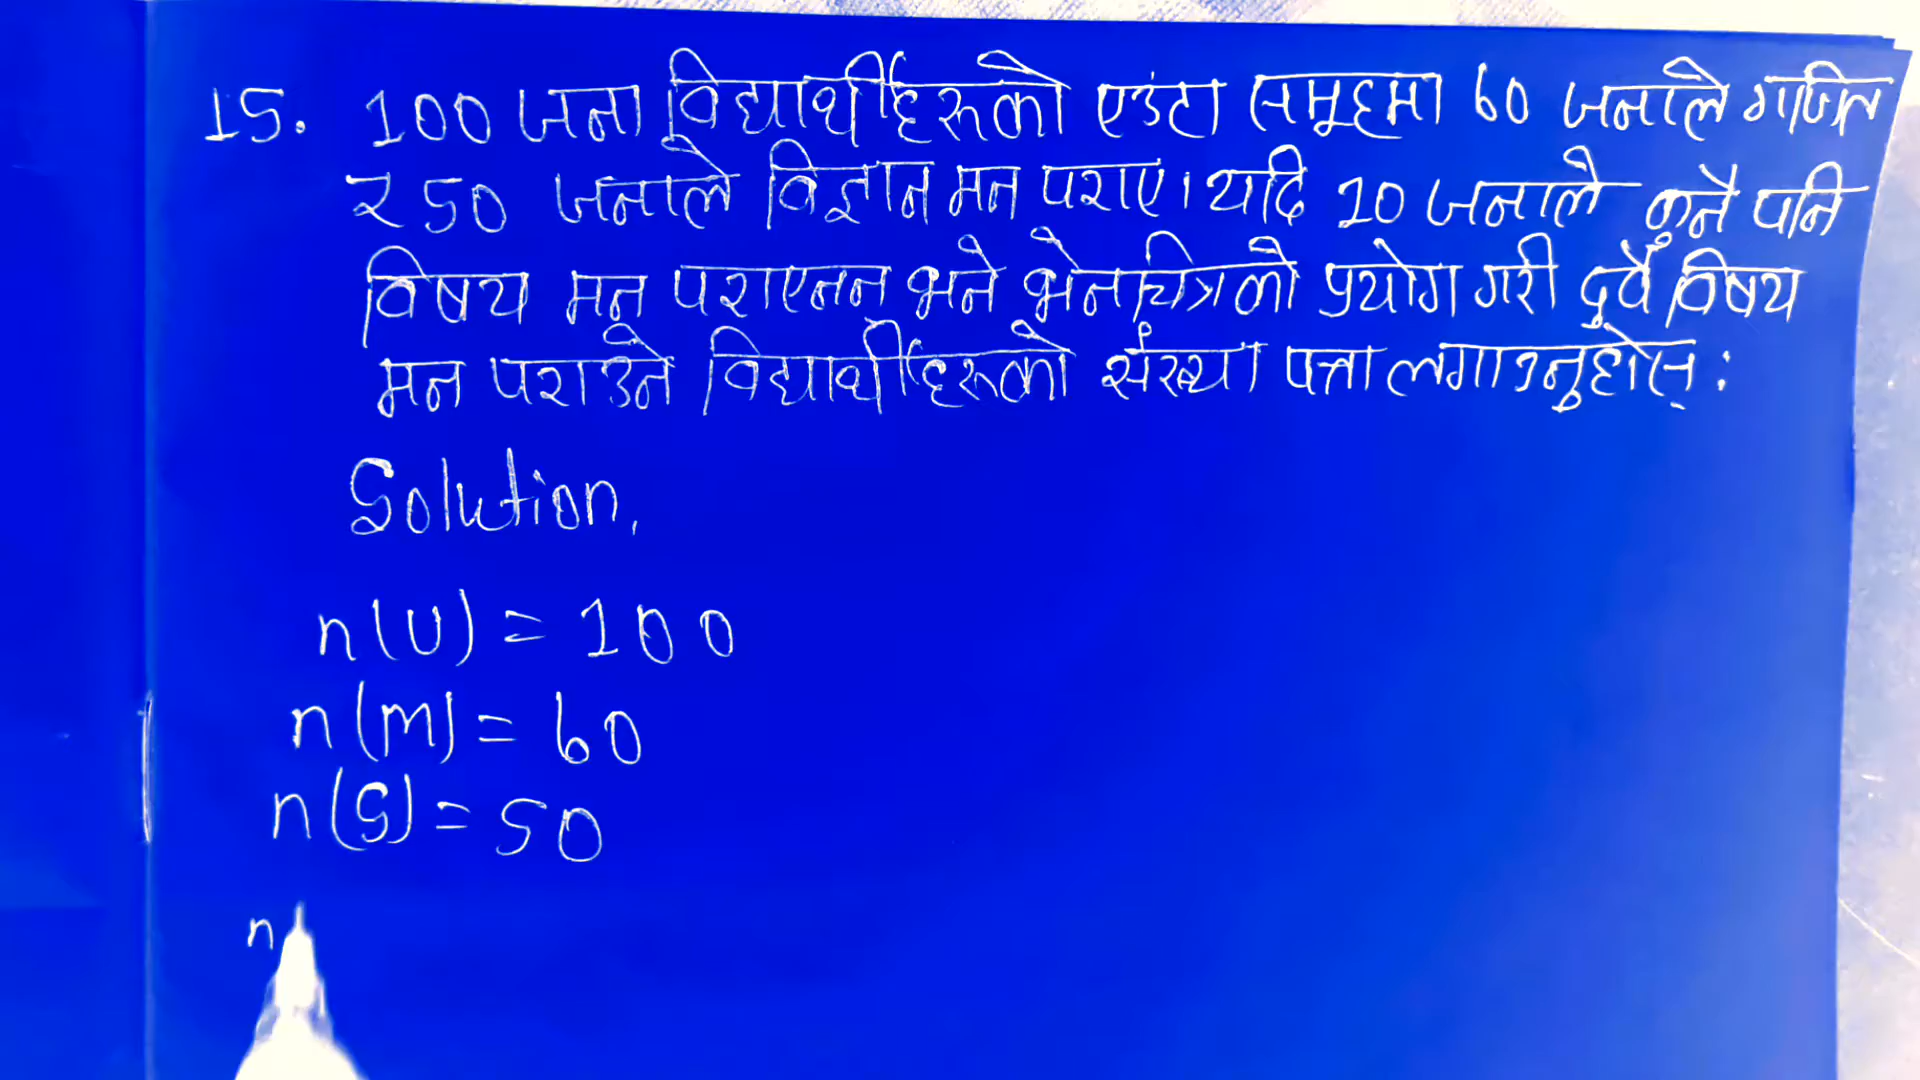 15. 100 जना विद्यार्थीहरूको एउटा समूहमा 60 जनाले गणित
र 50 जनाले विज्ञान मन पराए। यदि 10 जनाले कुनै पनि
विषय मन पराएनन् भने भेनचित्रको प्रयोग गरी दुवै विषय
मन पराउने विद्यार्थीहरूको संख्या पत्ता लगाउनुहोस् :
Solution,
n(U) = 100
n(M) = 60
n(S) = 50
n